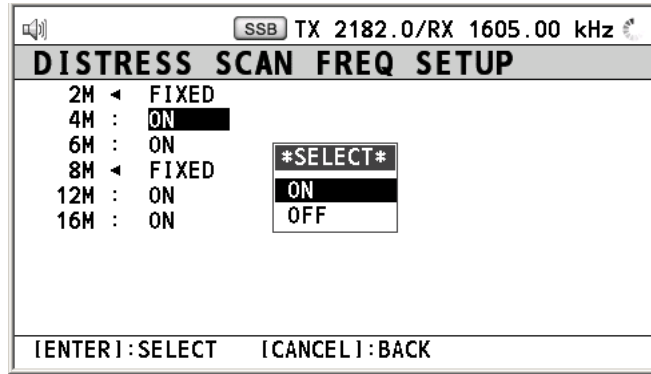 SSB TX 2182.0/RX 1605.00 kHz
DISTRESS SCAN FREQ SETUP
2M ◄ FIXED
4M : ON
6M : ON
8M ◄ FIXED
12M : ON
16M : ON
*SELECT*
ON
OFF
[ENTER]:SELECT [CANCEL]:BACK